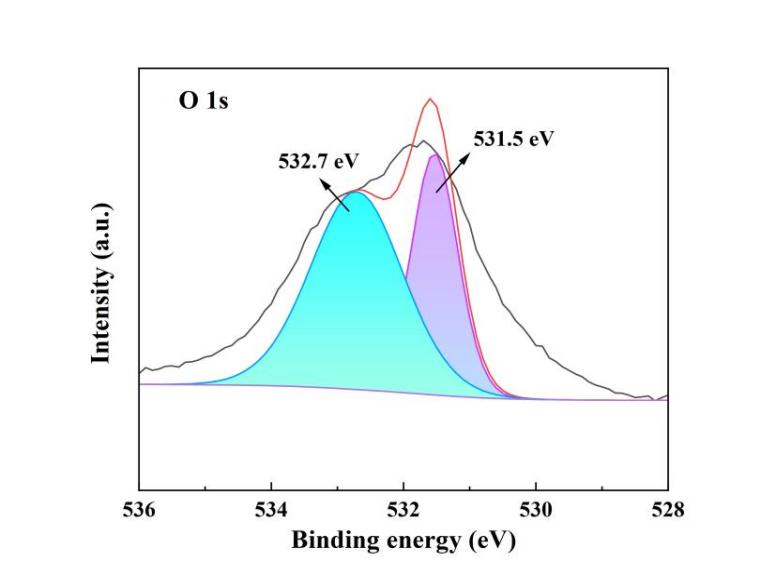 O 1s
531.5 eV
532.7 eV
Intensity (a.u.)
536 534 532 530 528
Binding energy (eV)